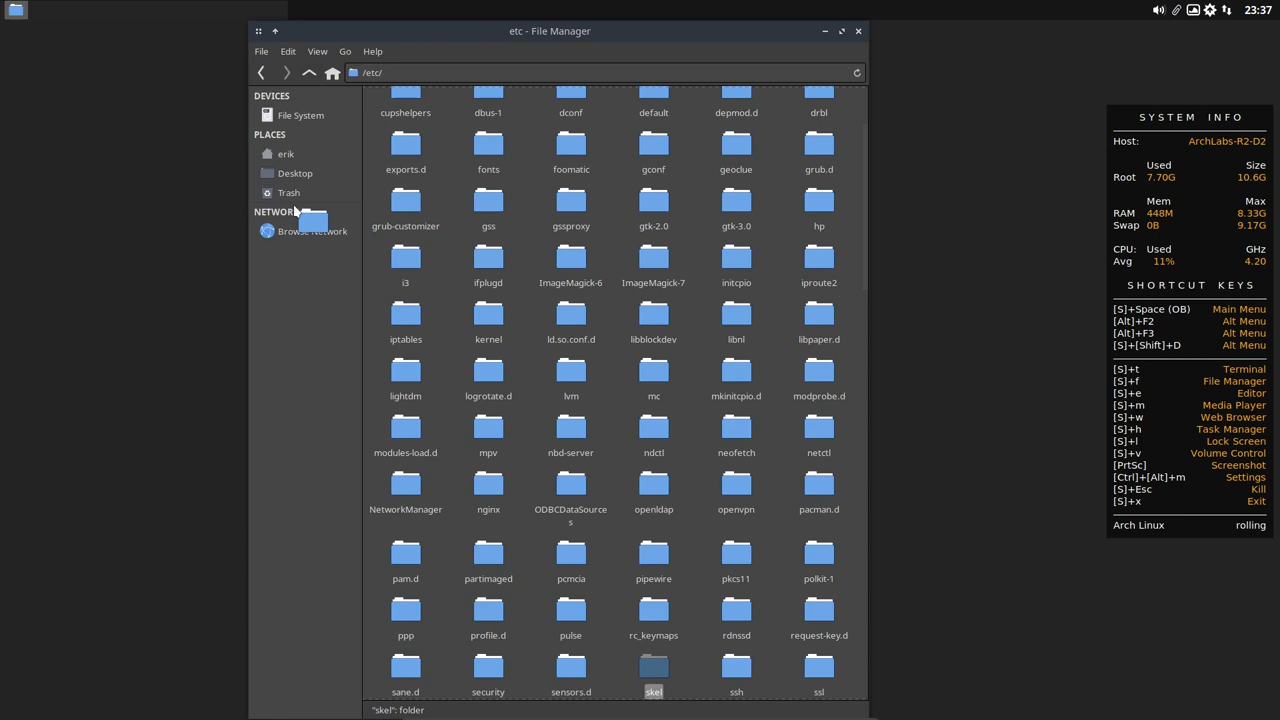 23:37
etc - File Manager
File Edit View Go Help
/etc/
DEVICES
File System
PLACES
erik
Desktop
Trash
NETWORK
Browse Network
cupshelpers dbus-1 dconf default depmod.d drbl
exports.d fonts foomatic gconf geoclue grub.d
grub-customizer gss gssproxy gtk-2.0 gtk-3.0 hp
i3 ifplugd ImageMagick-6 ImageMagick-7 initcpio iproute2
iptables kernel ld.so.conf.d libblockdev libnl libpaper.d
lightdm logrotate.d lvm mc mkinitcpio.d modprobe.d
modules-load.d mpv nbd-server ndctl neofetch netctl
NetworkManager nginx ODBCDataSources openldap openvpn pacman.d
pam.d partimaged pcmcia pipewire pkcs11 polkit-1
ppp profile.d pulse rc_keymaps rdnssd request-key.d
sane.d security sensors.d skel ssh ssl
"skel": folder
SYSTEM INFO
Host: ArchLabs-R2-D2
Used Size
Root 7.70G 10.6G
Mem Max
RAM 448M 8.33G
Swap 0B 9.17G
CPU: Used GHz
Avg 11% 4.20
SHORTCUT KEYS
[S]+Space (OB) Main Menu
[Alt]+F2 Alt Menu
[Alt]+F3 Alt Menu
[S]+[Shift]+D Alt Menu
[S]+t Terminal
[S]+f File Manager
[S]+e Editor
[S]+m Media Player
[S]+w Web Browser
[S]+h Task Manager
[S]+l Lock Screen
[S]+v Volume Control
[PrtSc] Screenshot
[Ctrl]+[Alt]+m Settings
[S]+Esc Kill
[S]+x Exit
Arch Linux rolling